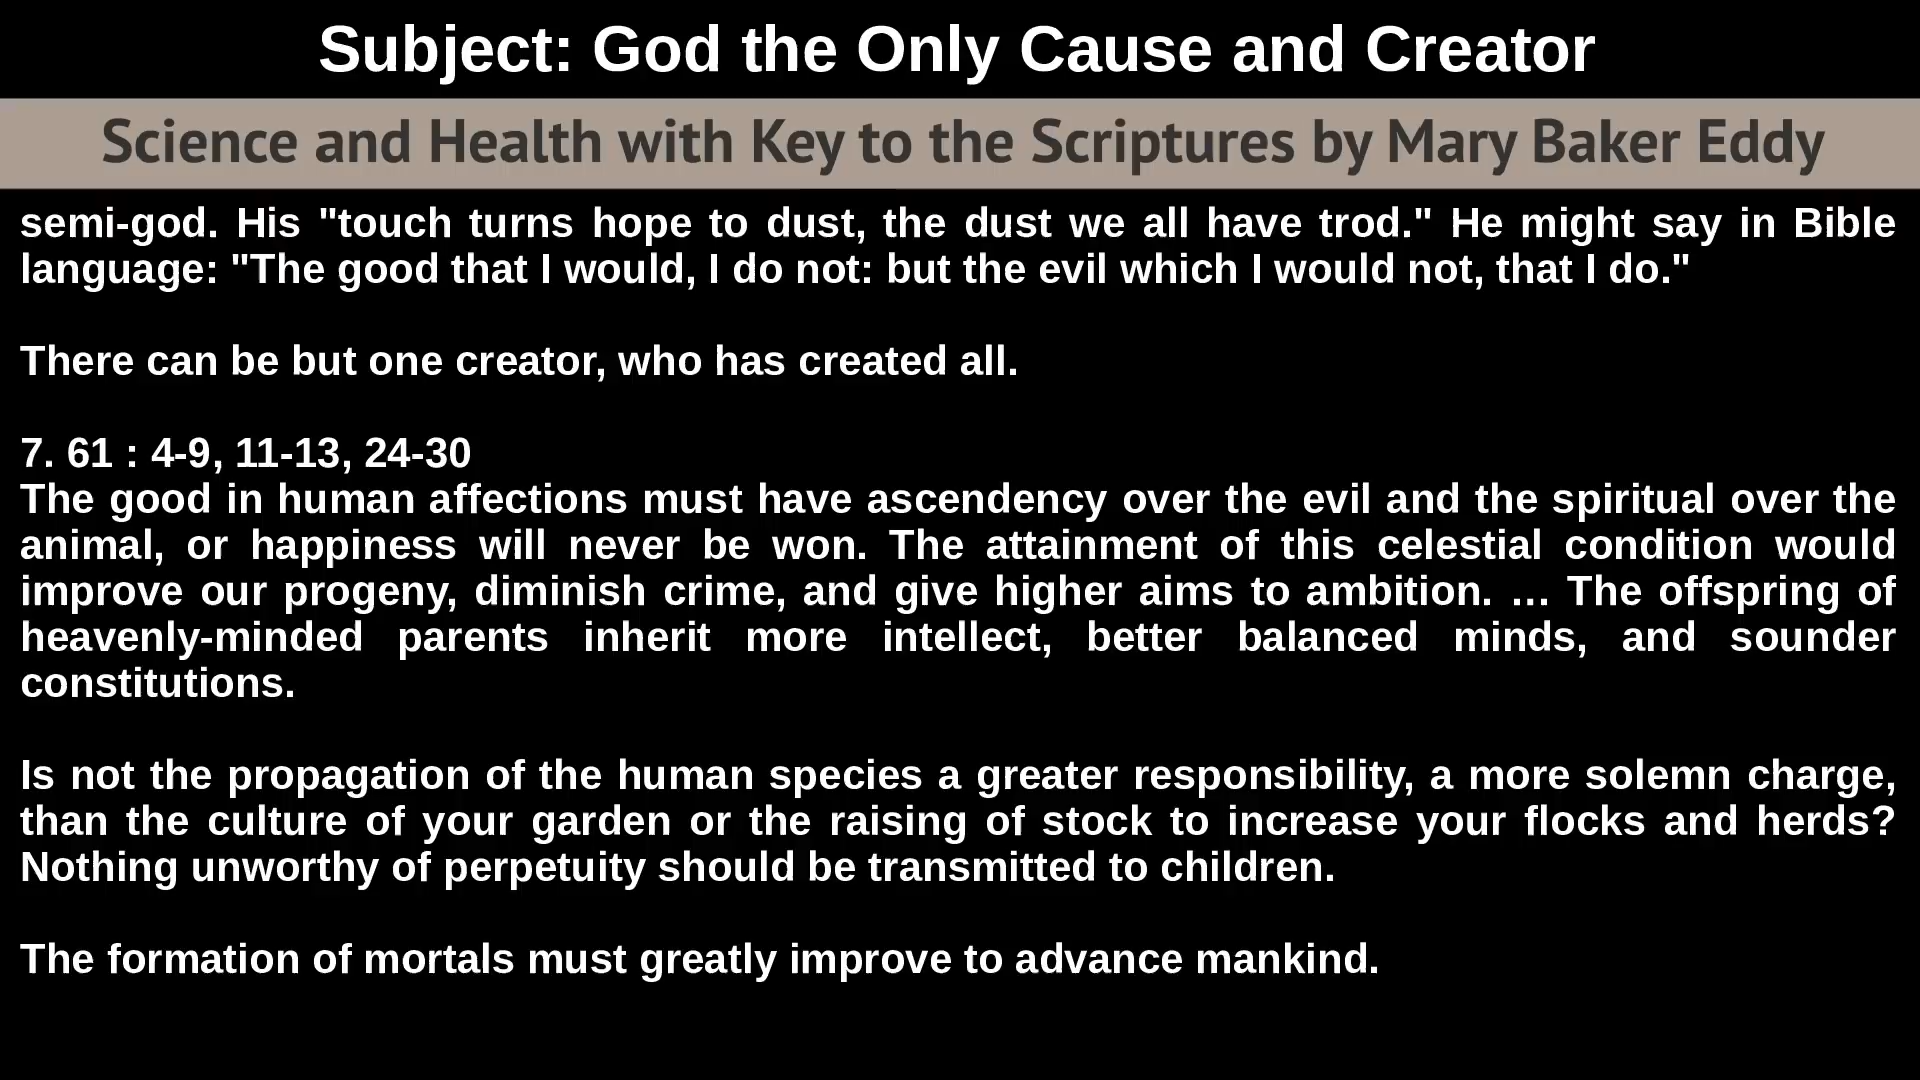 Subject: God the Only Cause and Creator
Science and Health with Key to the Scriptures by Mary Baker Eddy
semi-god. His "touch turns hope to dust, the dust we all have trod." He might say in Bible
language: "The good that I would, I do not: but the evil which I would not, that I do."
There can be but one creator, who has created all.
7. 61 : 4-9, 11-13, 24-30
The good in human affections must have ascendency over the evil and the spiritual over the
animal, or happiness will never be won. The attainment of this celestial condition would
improve our progeny, diminish crime, and give higher aims to ambition. … The offspring of
heavenly-minded parents inherit more intellect, better balanced minds, and sounder
constitutions.
Is not the propagation of the human species a greater responsibility, a more solemn charge,
than the culture of your garden or the raising of stock to increase your flocks and herds?
Nothing unworthy of perpetuity should be transmitted to children.
The formation of mortals must greatly improve to advance mankind.